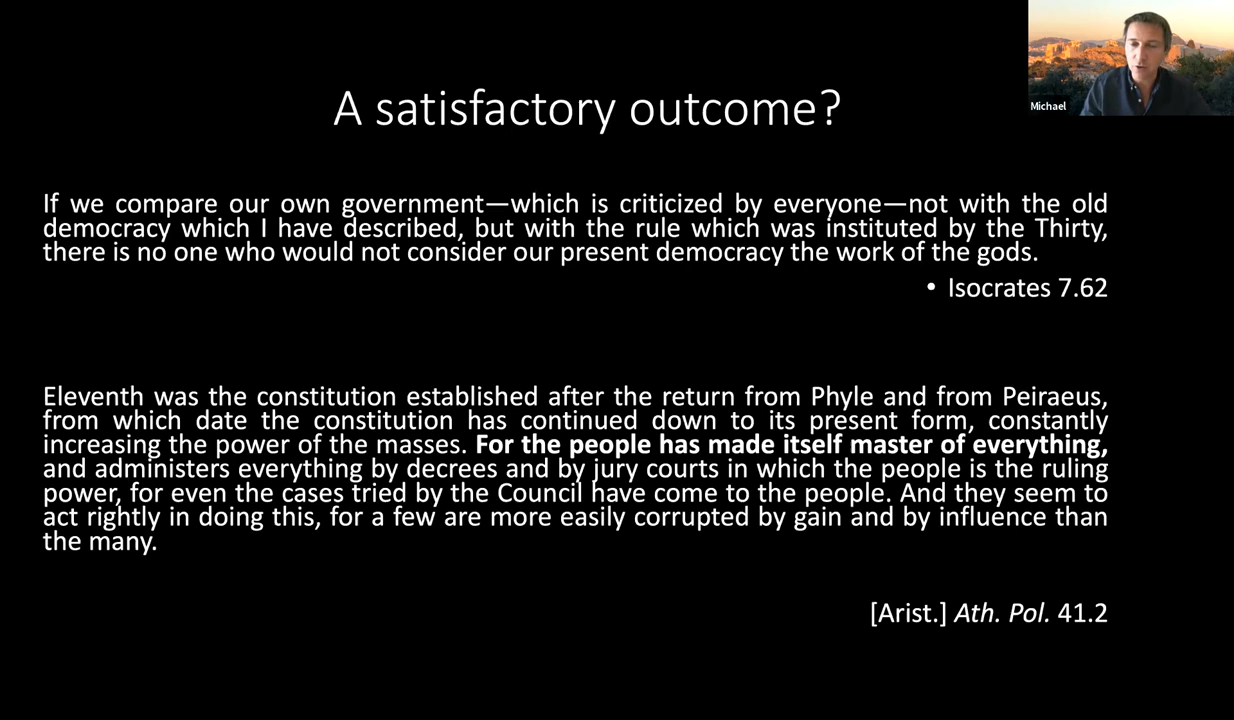 Michael
A satisfactory outcome?
If we compare our own government—which is criticized by everyone—not with the old
democracy which I have described, but with the rule which was instituted by the Thirty,
there is no one who would not consider our present democracy the work of the gods.
• Isocrates 7.62
Eleventh was the constitution established after the return from Phyle and from Peiraeus,
from which date the constitution has continued down to its present form, constantly
increasing the power of the masses. For the people has made itself master of everything,
and administers everything by decrees and by jury courts in which the people is the ruling
power, for even the cases tried by the Council have come to the people. And they seem to
act rightly in doing this, for a few are more easily corrupted by gain and by influence than
the many.
[Arist.] Ath. Pol. 41.2